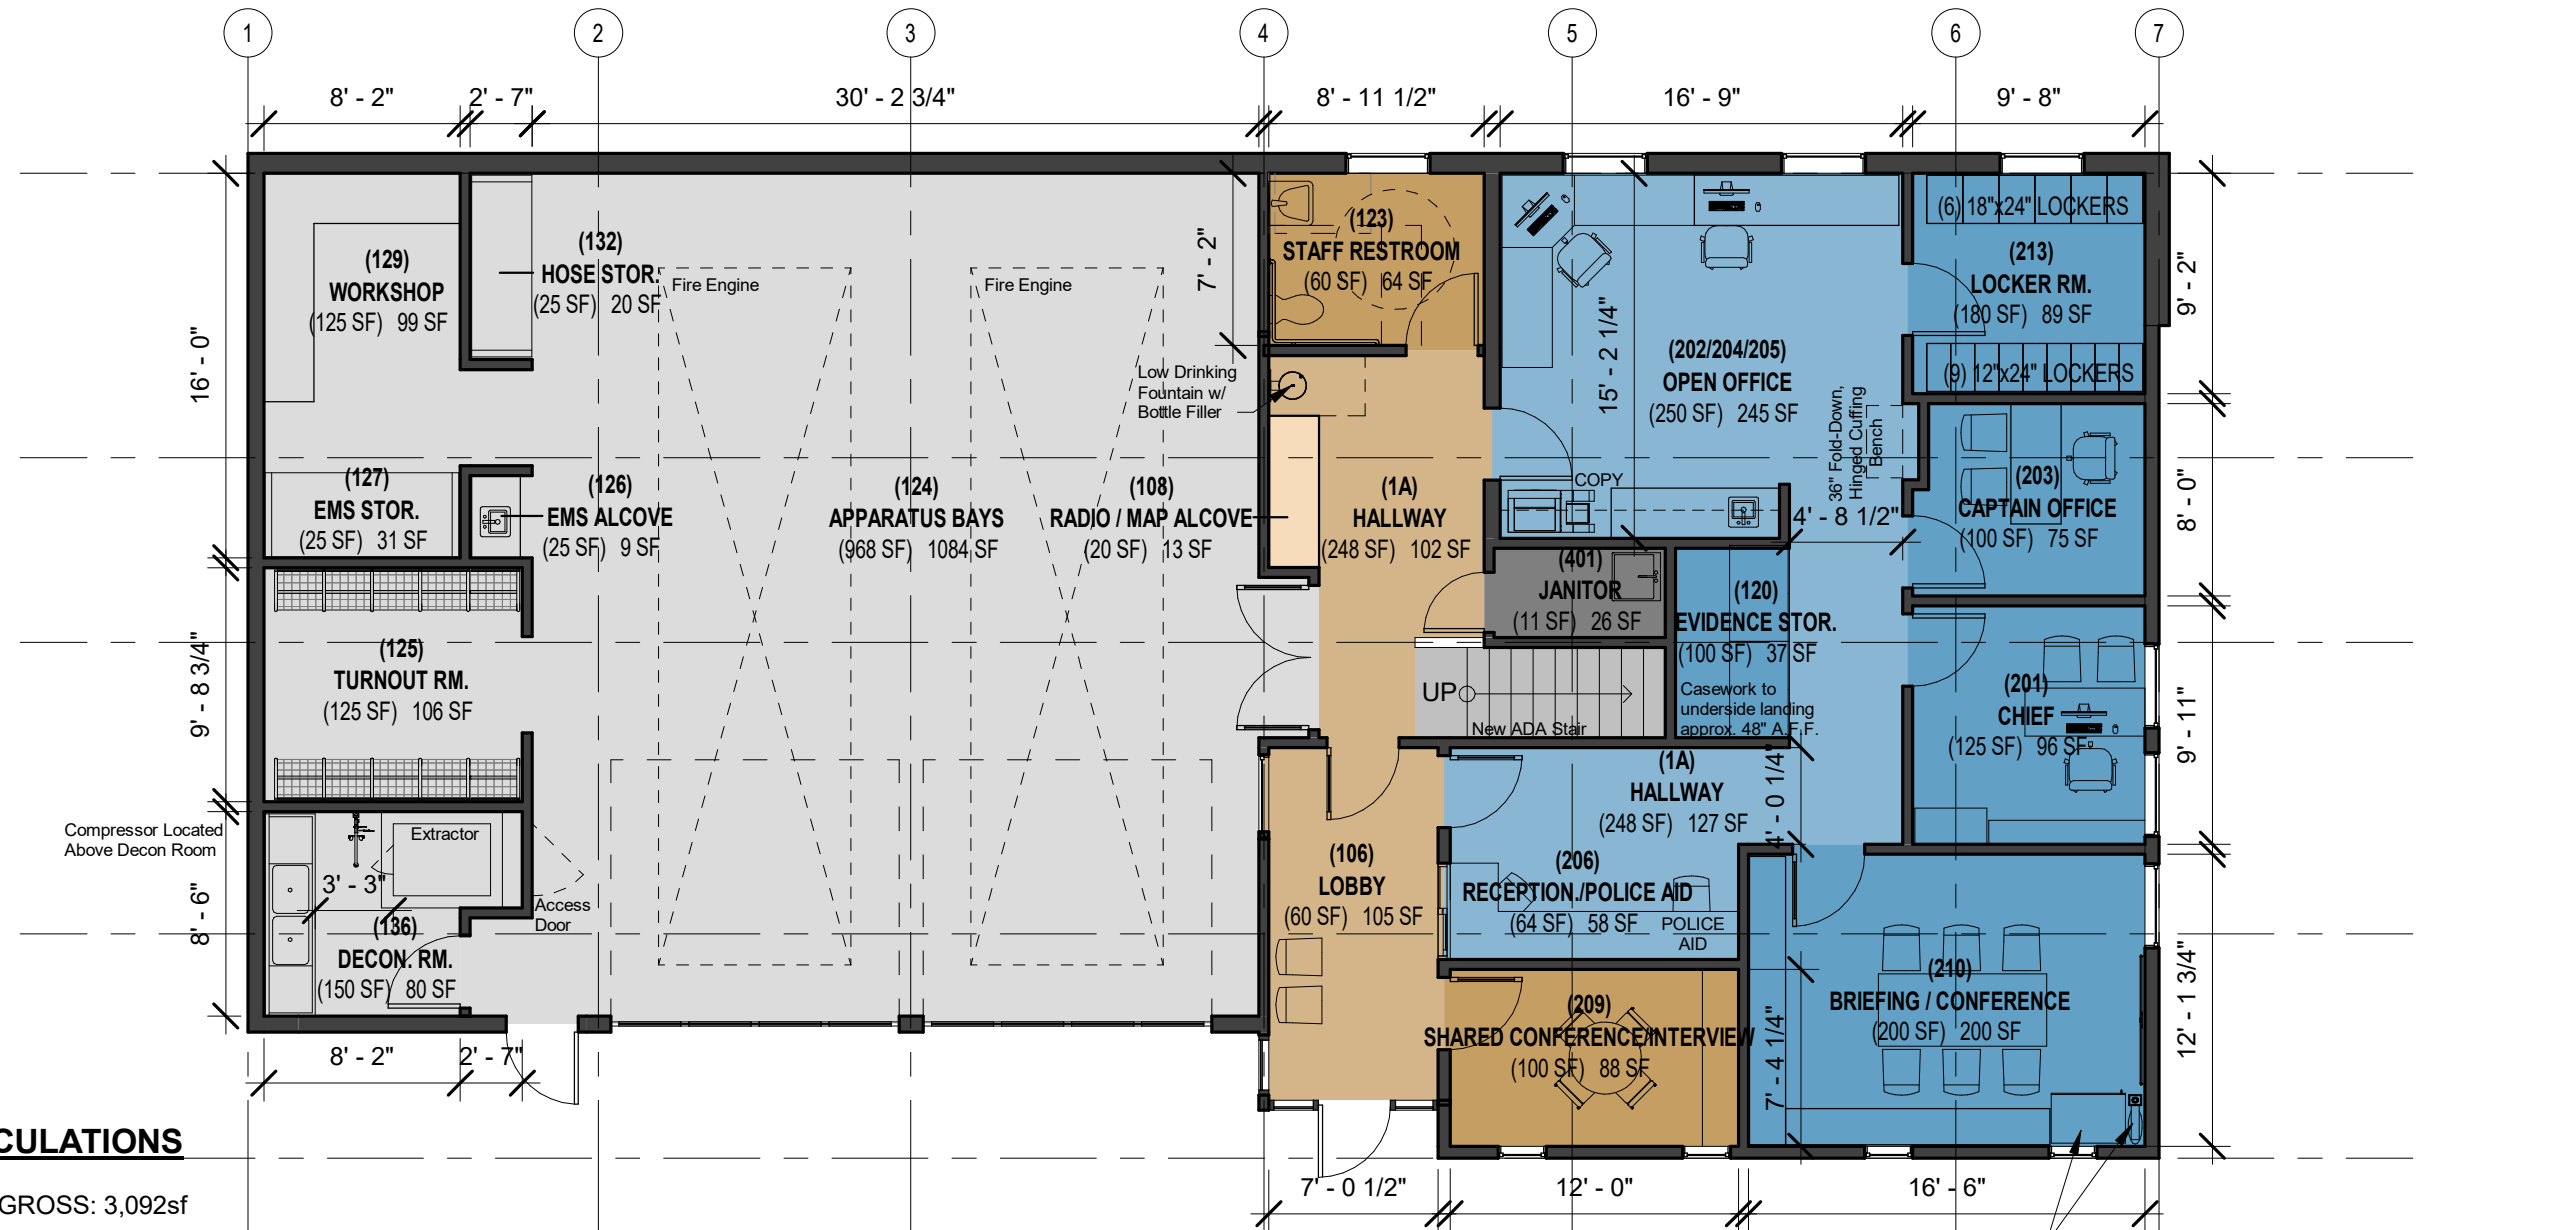 1
2
3
4
5
6
7
8' - 2"
2' - 7"
30' - 2 3/4"
8' - 11 1/2"
16' - 9"
9' - 8"
(129)
WORKSHOP
(125 SF) 99 SF
(132)
HOSE STOR.
(25 SF) 20 SF
Fire Engine
Fire Engine
7' - 2"
(123)
STAFF RESTROOM
(60 SF) 64 SF
(6) 18"x24" LOCKERS
(213)
LOCKER RM.
(180 SF) 89 SF
(9) 12"x24" LOCKERS
9' - 2"
16' - 0"
Low Drinking
Fountain w/
Bottle Filler
15' - 2 1/4"
(202/204/205)
OPEN OFFICE
(250 SF) 245 SF
36" Fold-Down,
Hinged Cuffing
Bench
(127)
EMS STOR.
(25 SF) 31 SF
(126)
EMS ALCOVE
(25 SF) 9 SF
(124)
APPARATUS BAYS
(968 SF) 1084 SF
(108)
RADIO / MAP ALCOVE
(20 SF) 13 SF
(1A)
HALLWAY
(248 SF) 102 SF
COPY
4' - 8 1/2"
(203)
CAPTAIN OFFICE
(100 SF) 75 SF
8' - 0"
(401)
JANITOR
(11 SF) 26 SF
(120)
EVIDENCE STOR.
(100 SF) 37 SF
Casework to
underside landing
approx. 48" A.F.F.
9' - 8 3/4"
(125)
TURNOUT RM.
(125 SF) 106 SF
UP
New ADA Stair
(201)
CHIEF
(125 SF) 96 SF
9' - 11"
(1A)
HALLWAY
(248 SF) 127 SF
4' - 0 1/4"
Compressor Located
Above Decon Room
Extractor
3' - 3"
8' - 6"
(136)
DECON. RM.
(150 SF) 80 SF
Access
Door
(106)
LOBBY
(60 SF) 105 SF
(206)
RECEPTION./POLICE AID
(64 SF) 58 SF
POLICE
AID
(209)
SHARED CONFERENCE/INTERVIEW
(100 SF) 88 SF
7' - 4 1/4"
(210)
BRIEFING / CONFERENCE
(200 SF) 200 SF
12' - 1 3/4"
8' - 2"
2' - 7"
CULATIONS
GROSS: 3,092sf
7' - 0 1/2"
12' - 0"
16' - 6"